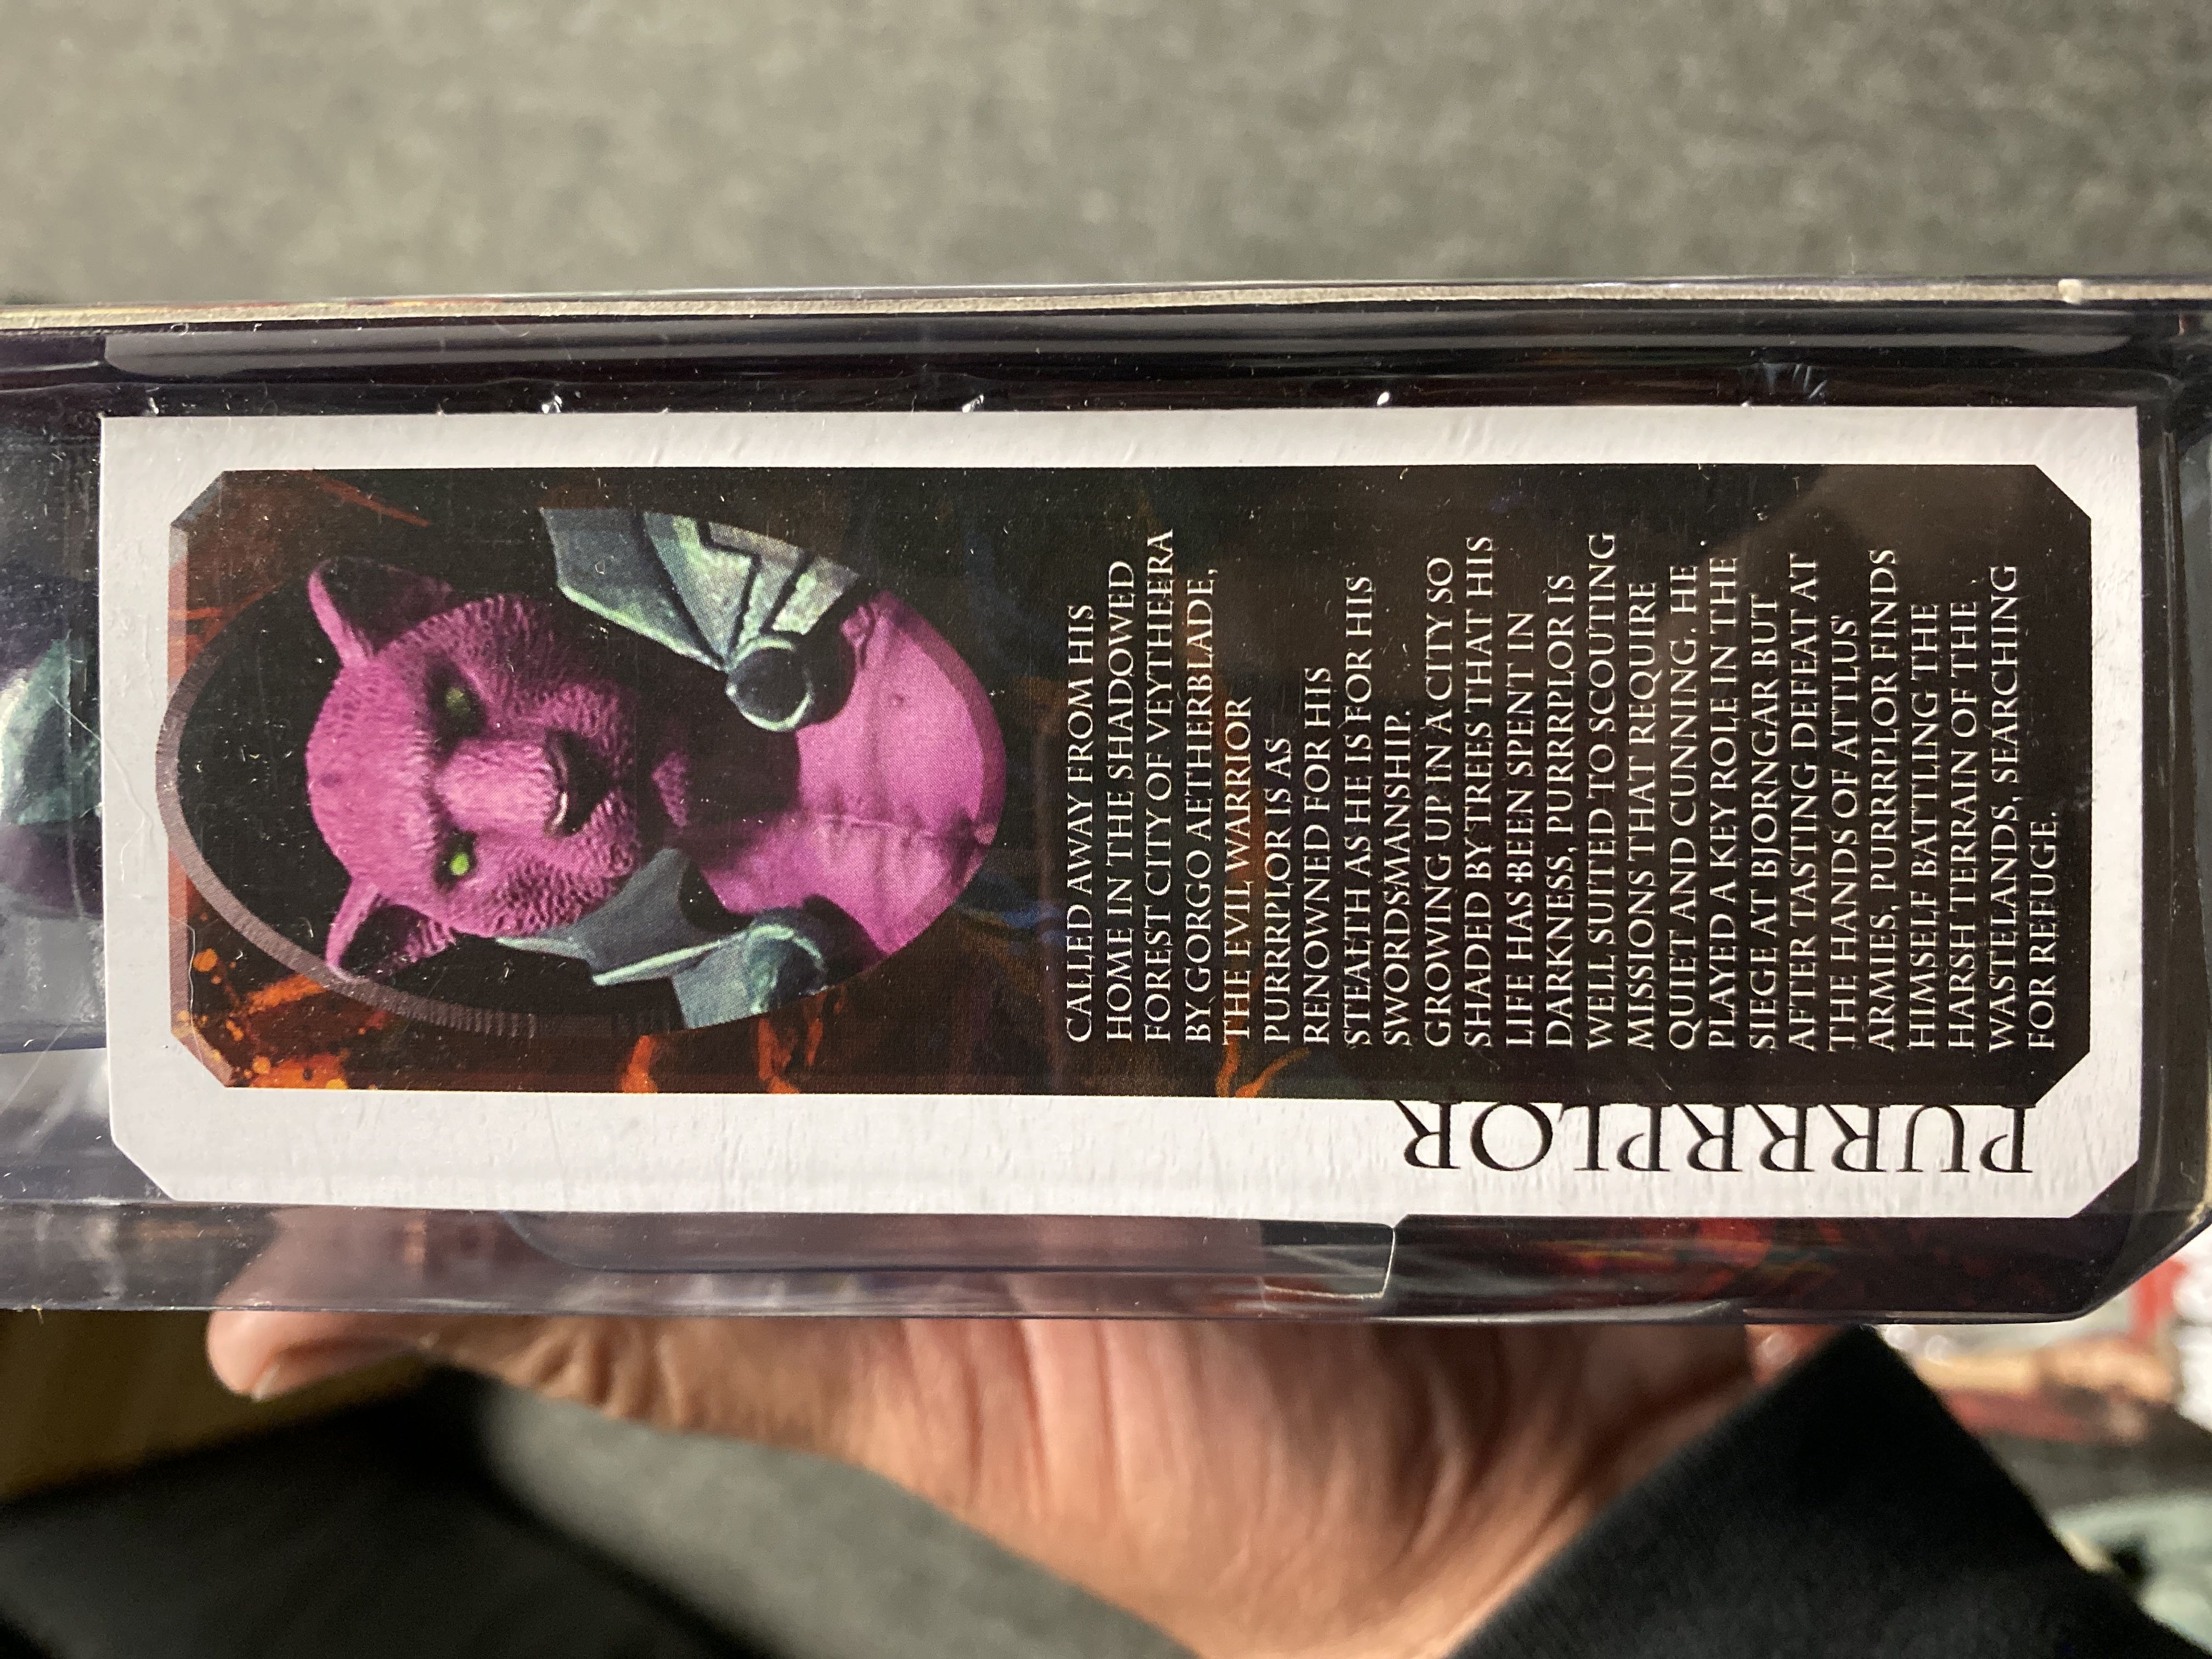 CALLED AWAY FROM HIS
HOME IN THE SHADOWED
FOREST CITY OF VEYTHEERA
BY GORGO AETHERBLADE,
THE EVIL WARRIOR
PURRRPLOR IS AS
RENOWNED FOR HIS
STEALTH AS HE IS FOR HIS
SWORDSMANSHIP.
GROWING UP IN A CITY SO
SHADED BY TREES THAT HIS
LIFE HAS BEEN SPENT IN
DARKNESS, PURRRPLOR IS
WELL SUITED TO SCOUTING
MISSIONS THAT REQUIRE
QUIET AND CUNNING. HE
PLAYED A KEY ROLE IN THE
SIEGE AT BJORNGAR BUT
AFTER TASTING DEFEAT AT
THE HANDS OF ATTLUS'
ARMIES, PURRRPLOR FINDS
HIMSELF BATTLING THE
HARSH TERRAIN OF THE
WASTELANDS, SEARCHING
FOR REFUGE.
PURRRPLOR